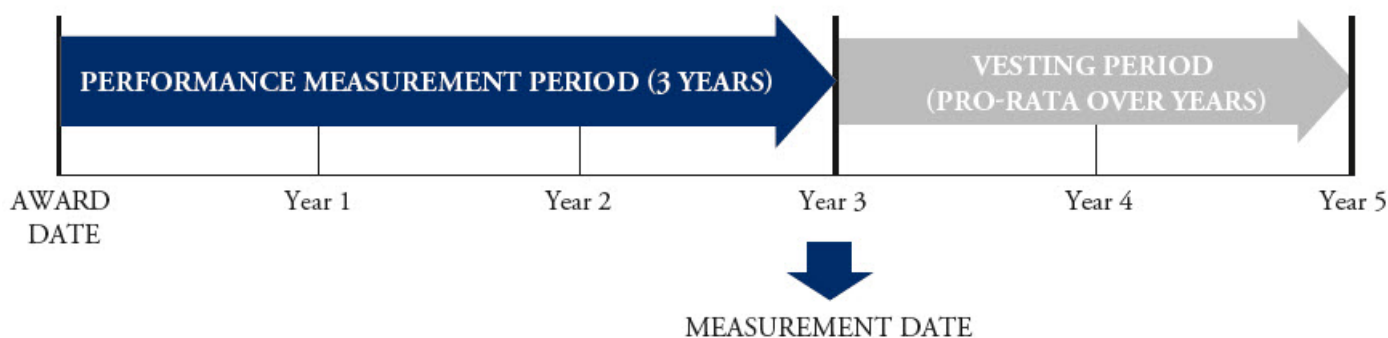 PERFORMANCE MEASUREMENT PERIOD (3 YEARS)
VESTING PERIOD
(PRO-RATA OVER YEARS)
AWARD
DATE
Year 1
Year 2
Year 3
Year 4
Year 5
MEASUREMENT DATE